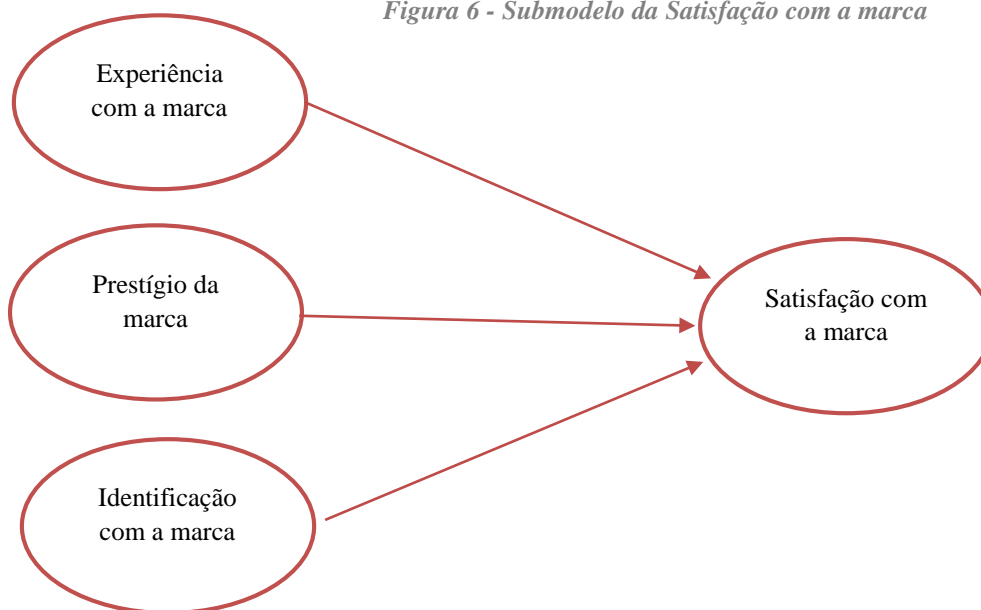 Figura 6 - Submodelo da Satisfação com a marca
Experiência
com a marca
Prestígio da
marca
Satisfação com
a marca
Identificação
com a marca